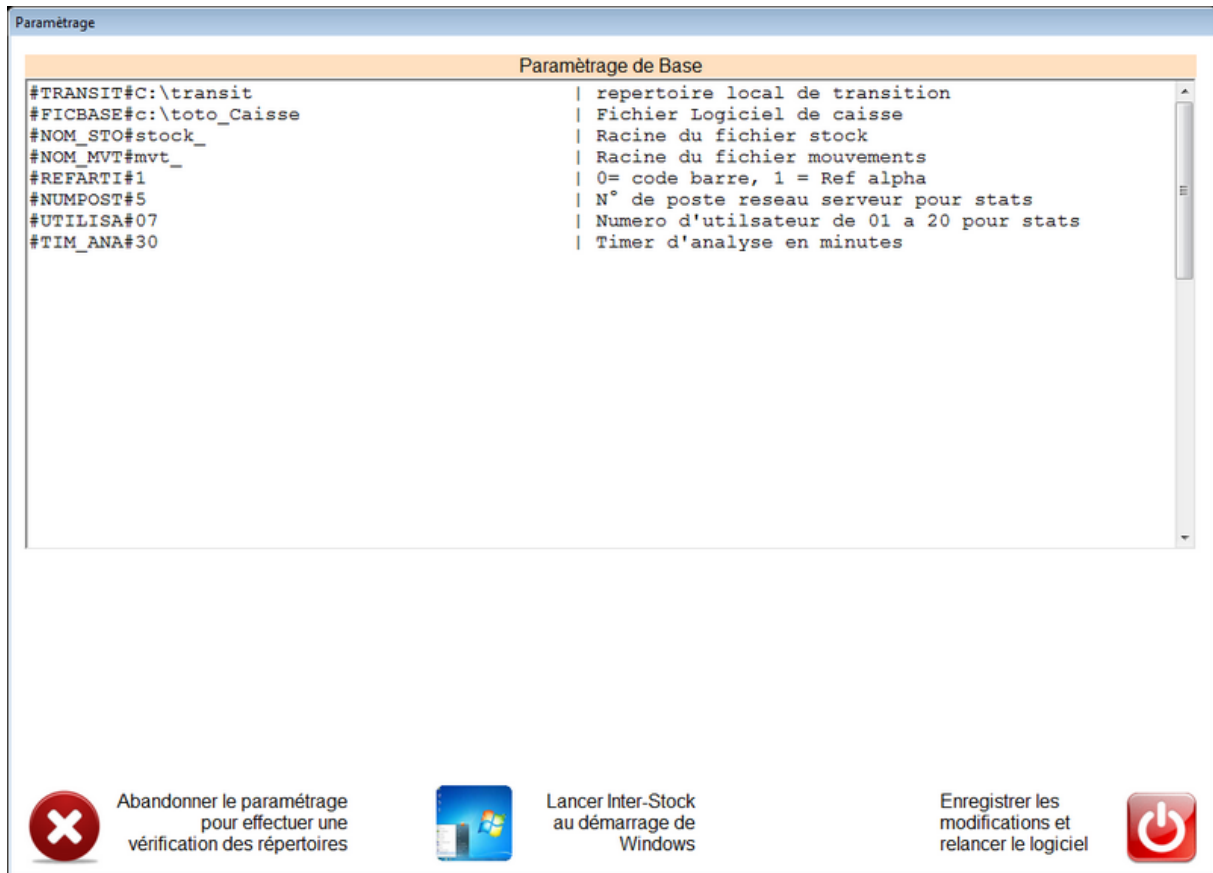 Paramètrage
Paramètrage de Base
#TRANSIT#C:\transit | repertoire local de transition
#FICBASE#c:\toto_Caisse | Fichier Logiciel de caisse
#NOM_STO#stock_ | Racine du fichier stock
#NOM_MVT#mvt_ | Racine du fichier mouvements
#REFARTI#1 | 0= code barre, 1 = Ref alpha
#NUMPOST#5 | N° de poste reseau serveur pour stats
#UTILISA#07 | Numero d'utilsateur de 01 a 20 pour stats
#TIM_ANA#30 | Timer d'analyse en minutes
Abandonner le paramétrage
pour effectuer une
vérification des répertoires
Lancer Inter-Stock
au démarrage de
Windows
Enregistrer les
modifications et
relancer le logiciel